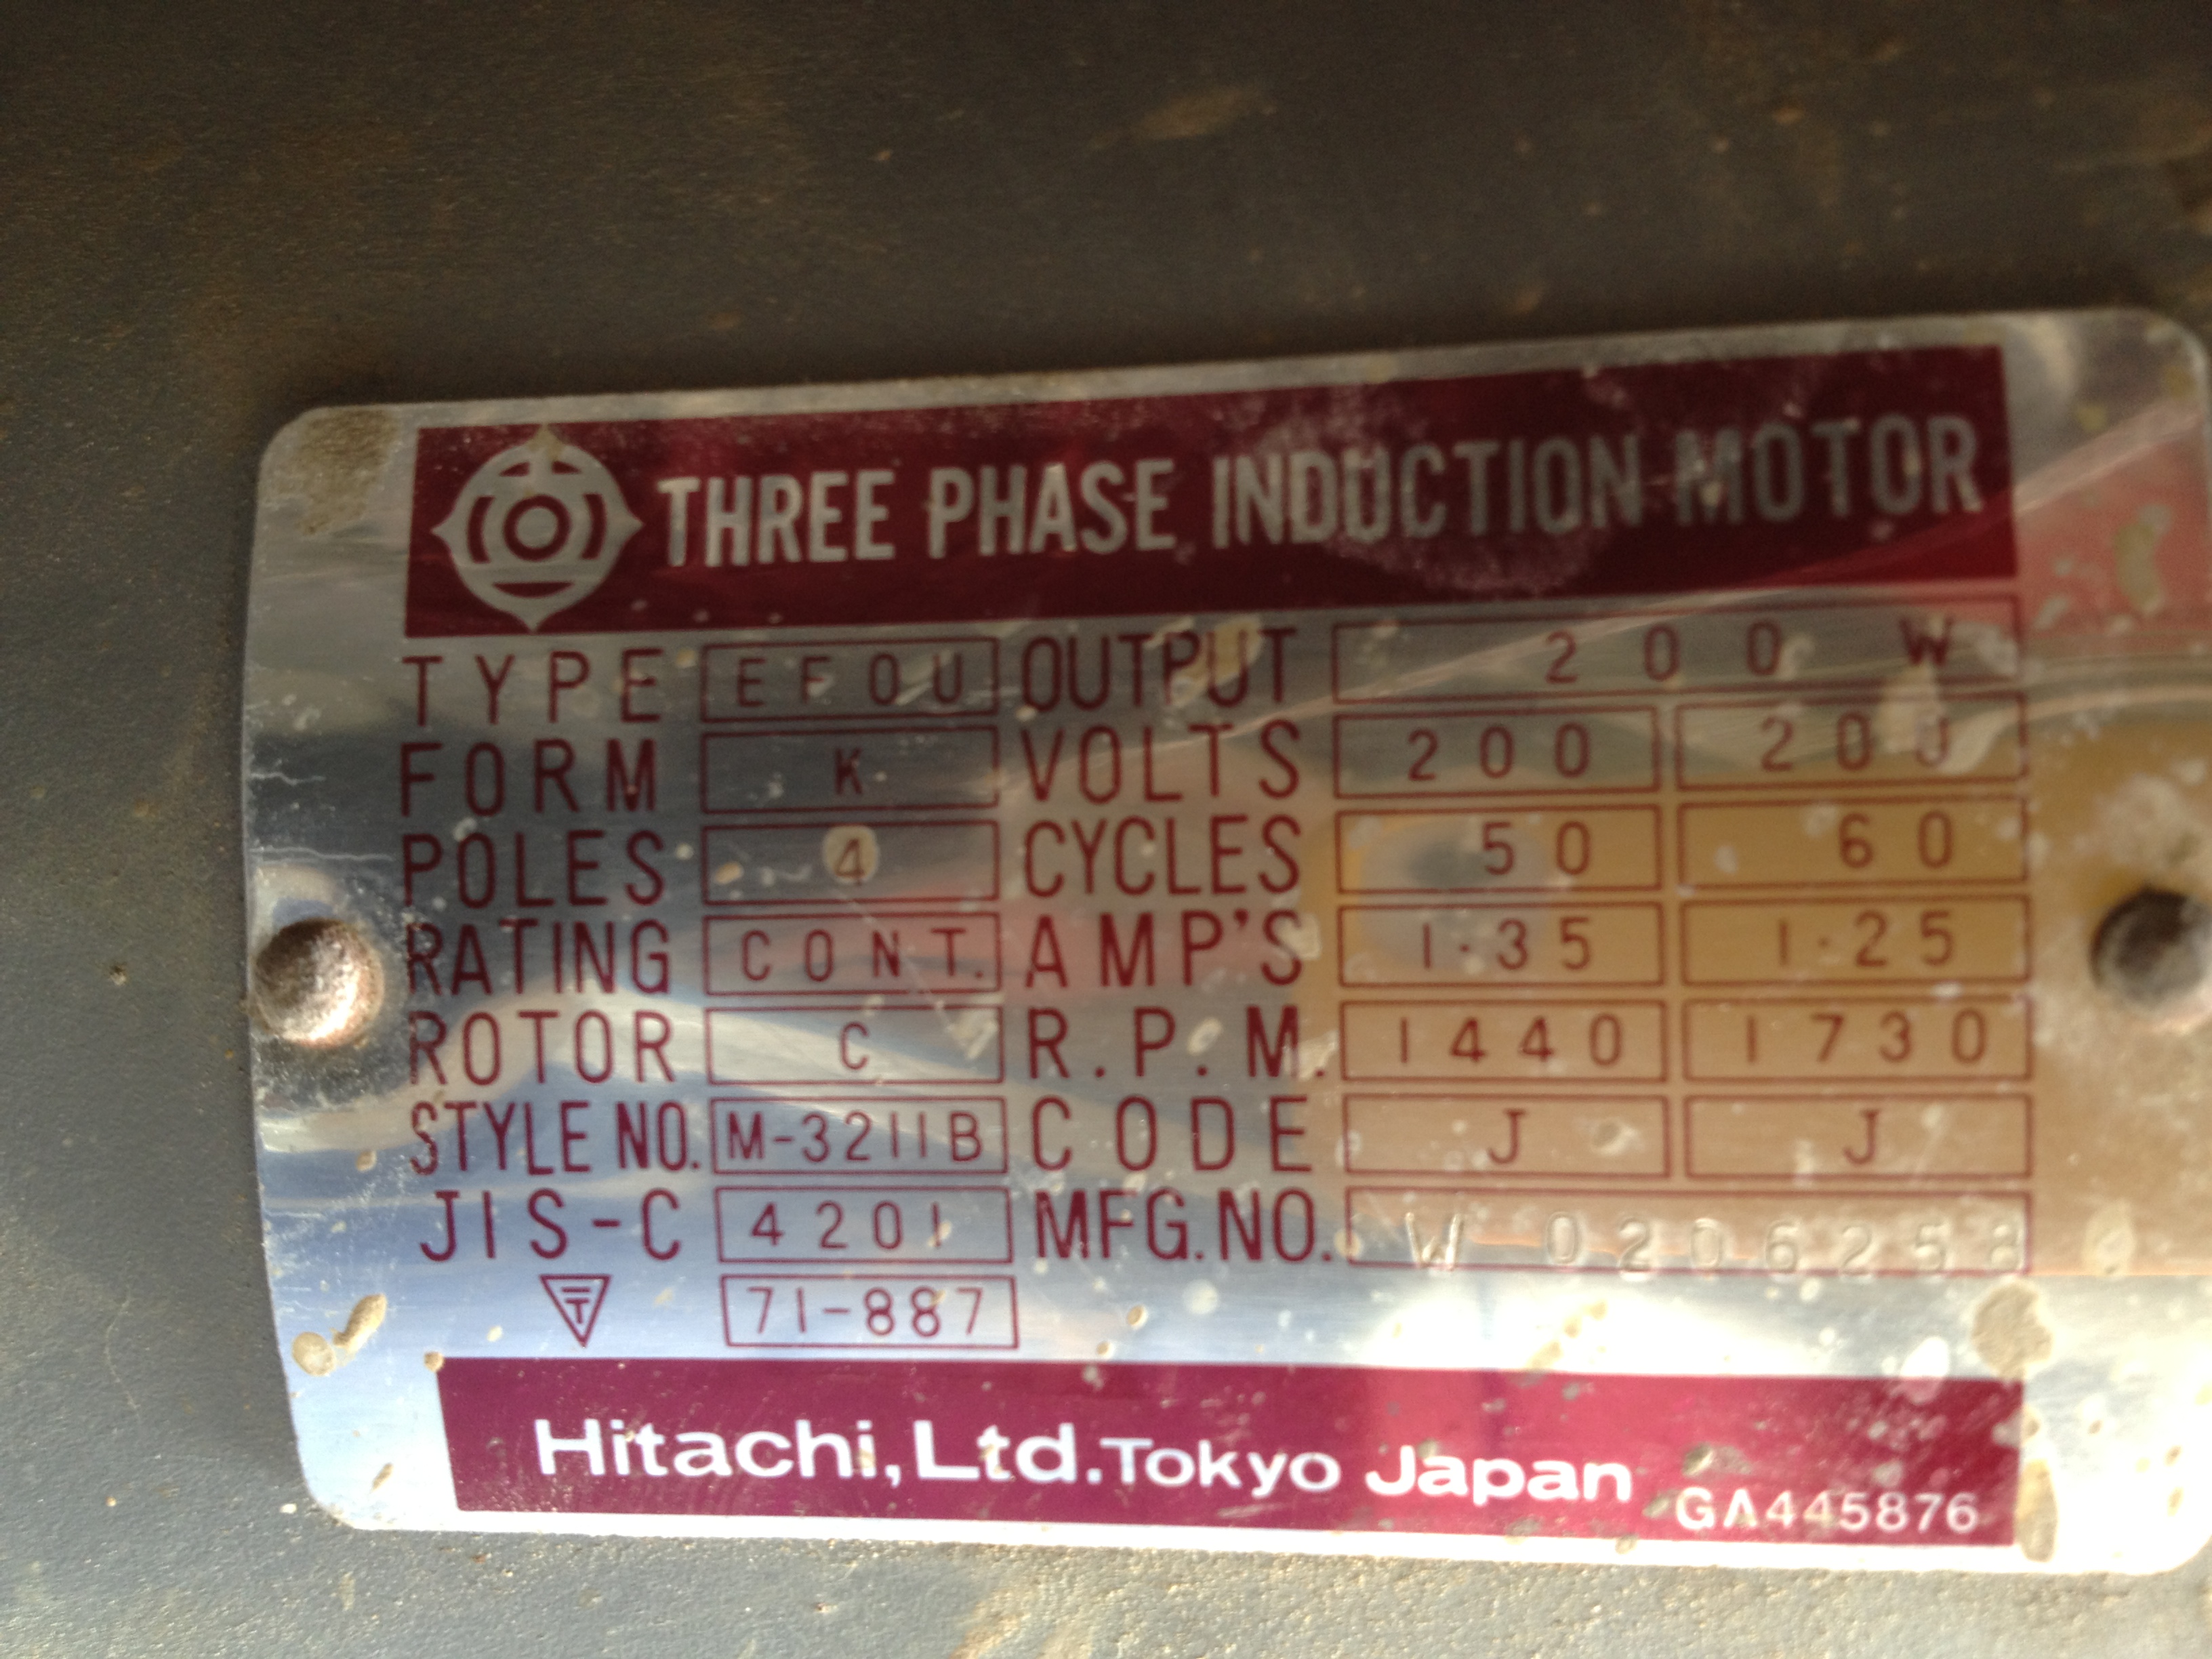 THREE PHASE INDUCTION MOTOR
TYPE EFOU OUTPUT 200 W
FORM K VOLTS 200 200
POLES 4 CYCLES 50 60
RATING CONT. AMP'S 1.35 1.25
ROTOR C R.P.M. 1440 1730
STYLE NO. M-3211B CODE J J
JIS-C 4201 MFG.NO. W0206258
T 71-887
Hitachi, Ltd. Tokyo Japan
GA445876